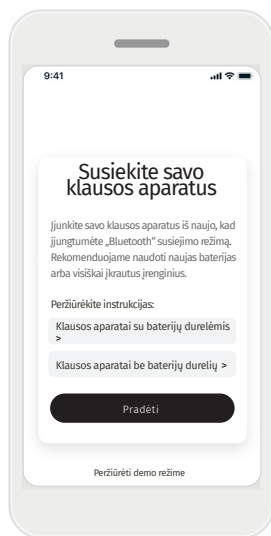 9:41
Susiekite savo
klausos aparatus
Įjunkite savo klausos aparatus iš naujo, kad
įjungtumėte „Bluetooth“ susiejimo režimą.
Rekomenduojame naudoti naujas baterijas
arba visiškai įkrautus įrenginius.
Peržiūrėkite instrukcijas:
Klausos aparatai su baterijų durelėmis
>
Klausos aparatai be baterijų durelių >
Pradėti
Peržiūrėti demo režime